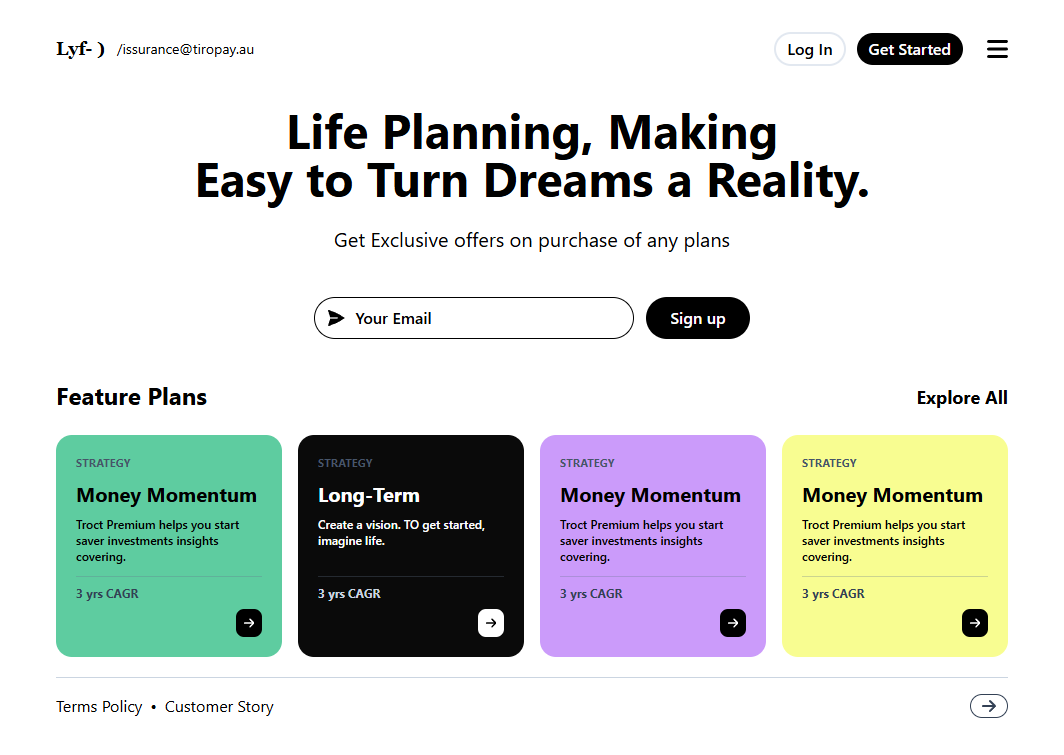 Lyf- ) /issurance@tiropay.au
Log In
Get Started
Life Planning, Making
Easy to Turn Dreams a Reality.
Get Exclusive offers on purchase of any plans
Your Email
Sign up
Feature Plans
Explore All
STRATEGY
Money Momentum
Troct Premium helps you start
saver investments insights
covering.
3 yrs CAGR
STRATEGY
Long-Term
Create a vision. TO get started,
imagine life.
3 yrs CAGR
STRATEGY
Money Momentum
Troct Premium helps you start
saver investments insights
covering.
3 yrs CAGR
STRATEGY
Money Momentum
Troct Premium helps you start
saver investments insights
covering.
3 yrs CAGR
Terms Policy • Customer Story